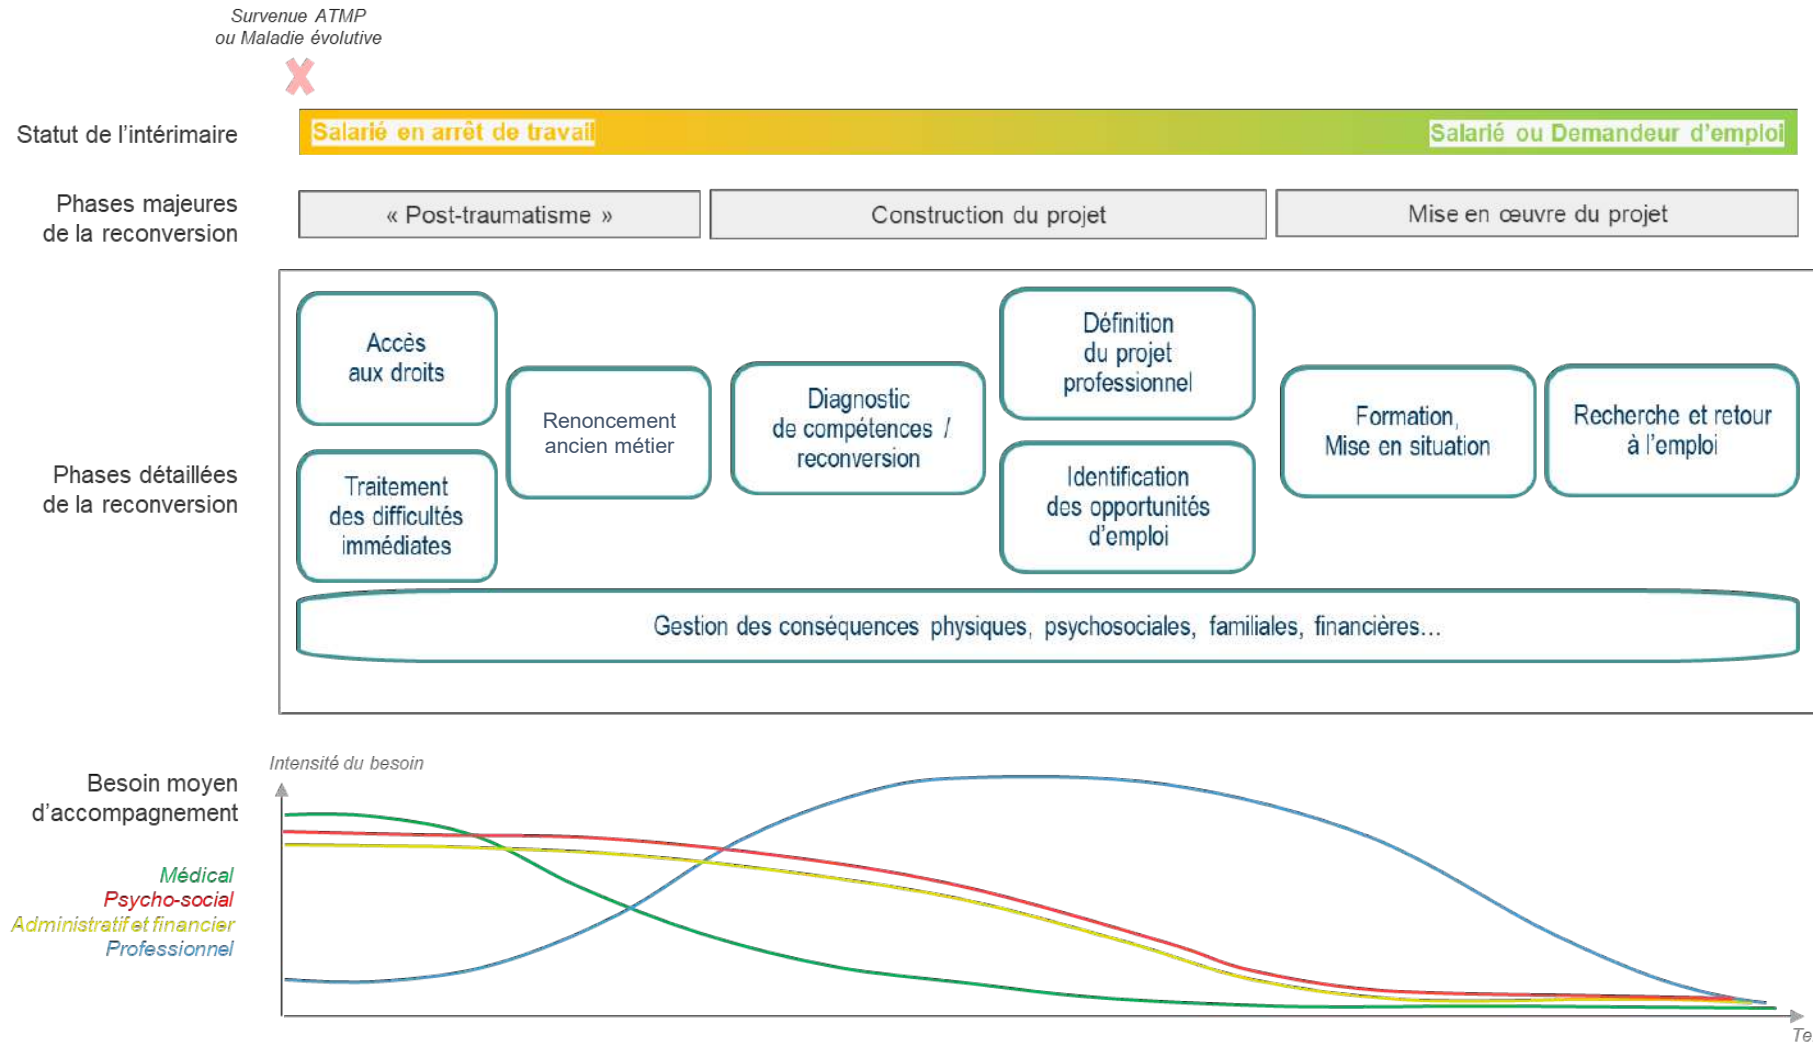 Survenue ATMP
ou Maladie évolutive
Statut de l'intérimaire
Salarié en arrêt de travail
Salarié ou Demandeur d'emploi
Phases majeures
de la reconversion
« Post-traumatisme »
Construction du projet
Mise en œuvre du projet
Phases détaillées
de la reconversion
Accès
aux droits
Traitement
des difficultés
immédiates
Renoncement
ancien métier
Diagnostic
de compétences /
reconversion
Définition
du projet
professionnel
Identification
des opportunités
d'emploi
Formation,
Mise en situation
Recherche et retour
à l'emploi
Gestion des conséquences physiques, psychosociales, familiales, financières...
Besoin moyen
d'accompagnement
Intensité du besoin
Médical
Psycho-social
Administratif et financier
Professionnel
Te